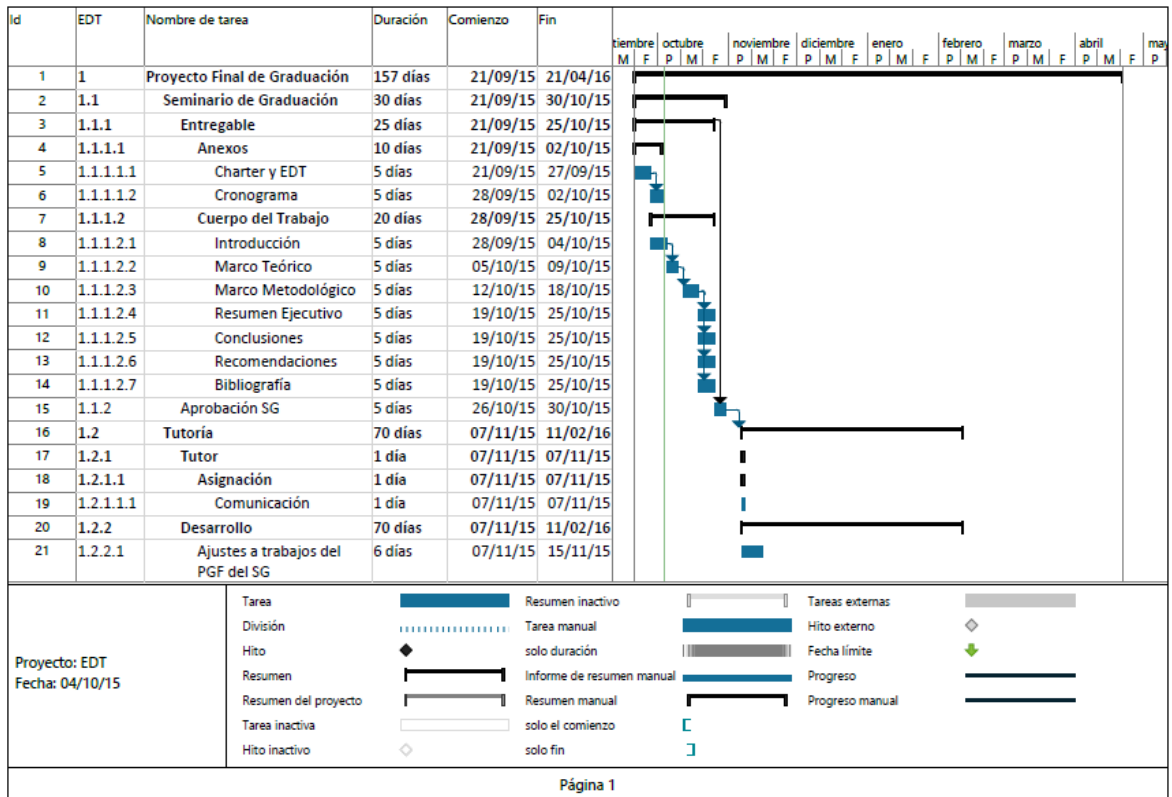 Id EDT Nombre de tarea Duración Comienzo Fin
tiembre octubre noviembre diciembre enero febrero marzo abril may
M F P M F P M F P M F P M F P M F P M F P M F P
1 1 Proyecto Final de Graduación 157 días 21/09/15 21/04/16
2 1.1 Seminario de Graduación 30 días 21/09/15 30/10/15
3 1.1.1 Entregable 25 días 21/09/15 25/10/15
4 1.1.1.1 Anexos 10 días 21/09/15 02/10/15
5 1.1.1.1.1 Charter y EDT 5 días 21/09/15 27/09/15
6 1.1.1.1.2 Cronograma 5 días 28/09/15 02/10/15
7 1.1.1.2 Cuerpo del Trabajo 20 días 28/09/15 25/10/15
8 1.1.1.2.1 Introducción 5 días 28/09/15 04/10/15
9 1.1.1.2.2 Marco Teórico 5 días 05/10/15 09/10/15
10 1.1.1.2.3 Marco Metodológico 5 días 12/10/15 18/10/15
11 1.1.1.2.4 Resumen Ejecutivo 5 días 19/10/15 25/10/15
12 1.1.1.2.5 Conclusiones 5 días 19/10/15 25/10/15
13 1.1.1.2.6 Recomendaciones 5 días 19/10/15 25/10/15
14 1.1.1.2.7 Bibliografía 5 días 19/10/15 25/10/15
15 1.1.2 Aprobación SG 5 días 26/10/15 30/10/15
16 1.2 Tutoría 70 días 07/11/15 11/02/16
17 1.2.1 Tutor 1 día 07/11/15 07/11/15
18 1.2.1.1 Asignación 1 día 07/11/15 07/11/15
19 1.2.1.1.1 Comunicación 1 día 07/11/15 07/11/15
20 1.2.2 Desarrollo 70 días 07/11/15 11/02/16
21 1.2.2.1 Ajustes a trabajos del 6 días 07/11/15 15/11/15
PGF del SG
Proyecto: EDT
Fecha: 04/10/15
Tarea Resumen inactivo Tareas externas
División Tarea manual Hito externo
Hito solo duración Fecha límite
Resumen Informe de resumen manual Progreso
Resumen del proyecto Resumen manual Progreso manual
Tarea inactiva solo el comienzo
Hito inactivo solo fin
Página 1